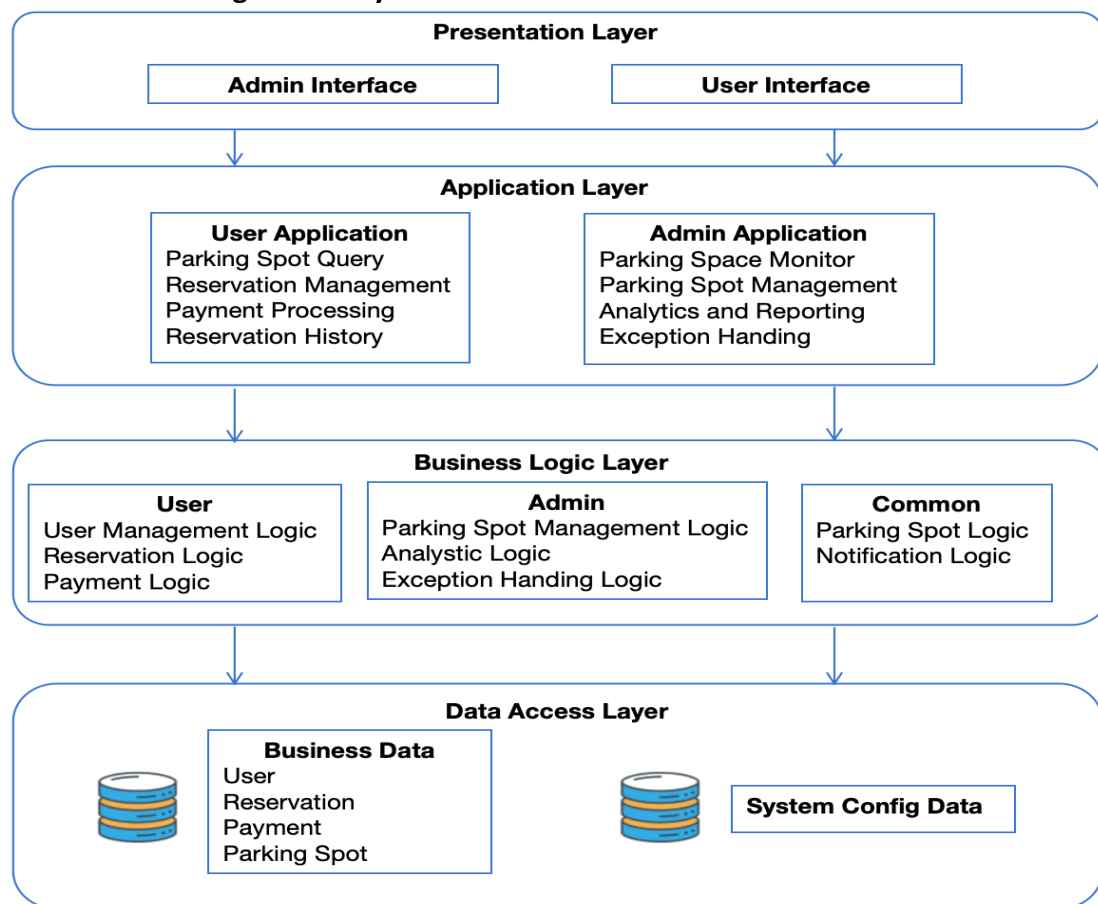 Presentation Layer
Admin Interface
User Interface
Application Layer
User Application
Parking Spot Query
Reservation Management
Payment Processing
Reservation History
Admin Application
Parking Space Monitor
Parking Spot Management
Analytics and Reporting
Exception Handing
Business Logic Layer
User
User Management Logic
Reservation Logic
Payment Logic
Admin
Parking Spot Management Logic
Analystic Logic
Exception Handing Logic
Common
Parking Spot Logic
Notification Logic
Data Access Layer
Business Data
User
Reservation
Payment
Parking Spot
System Config Data